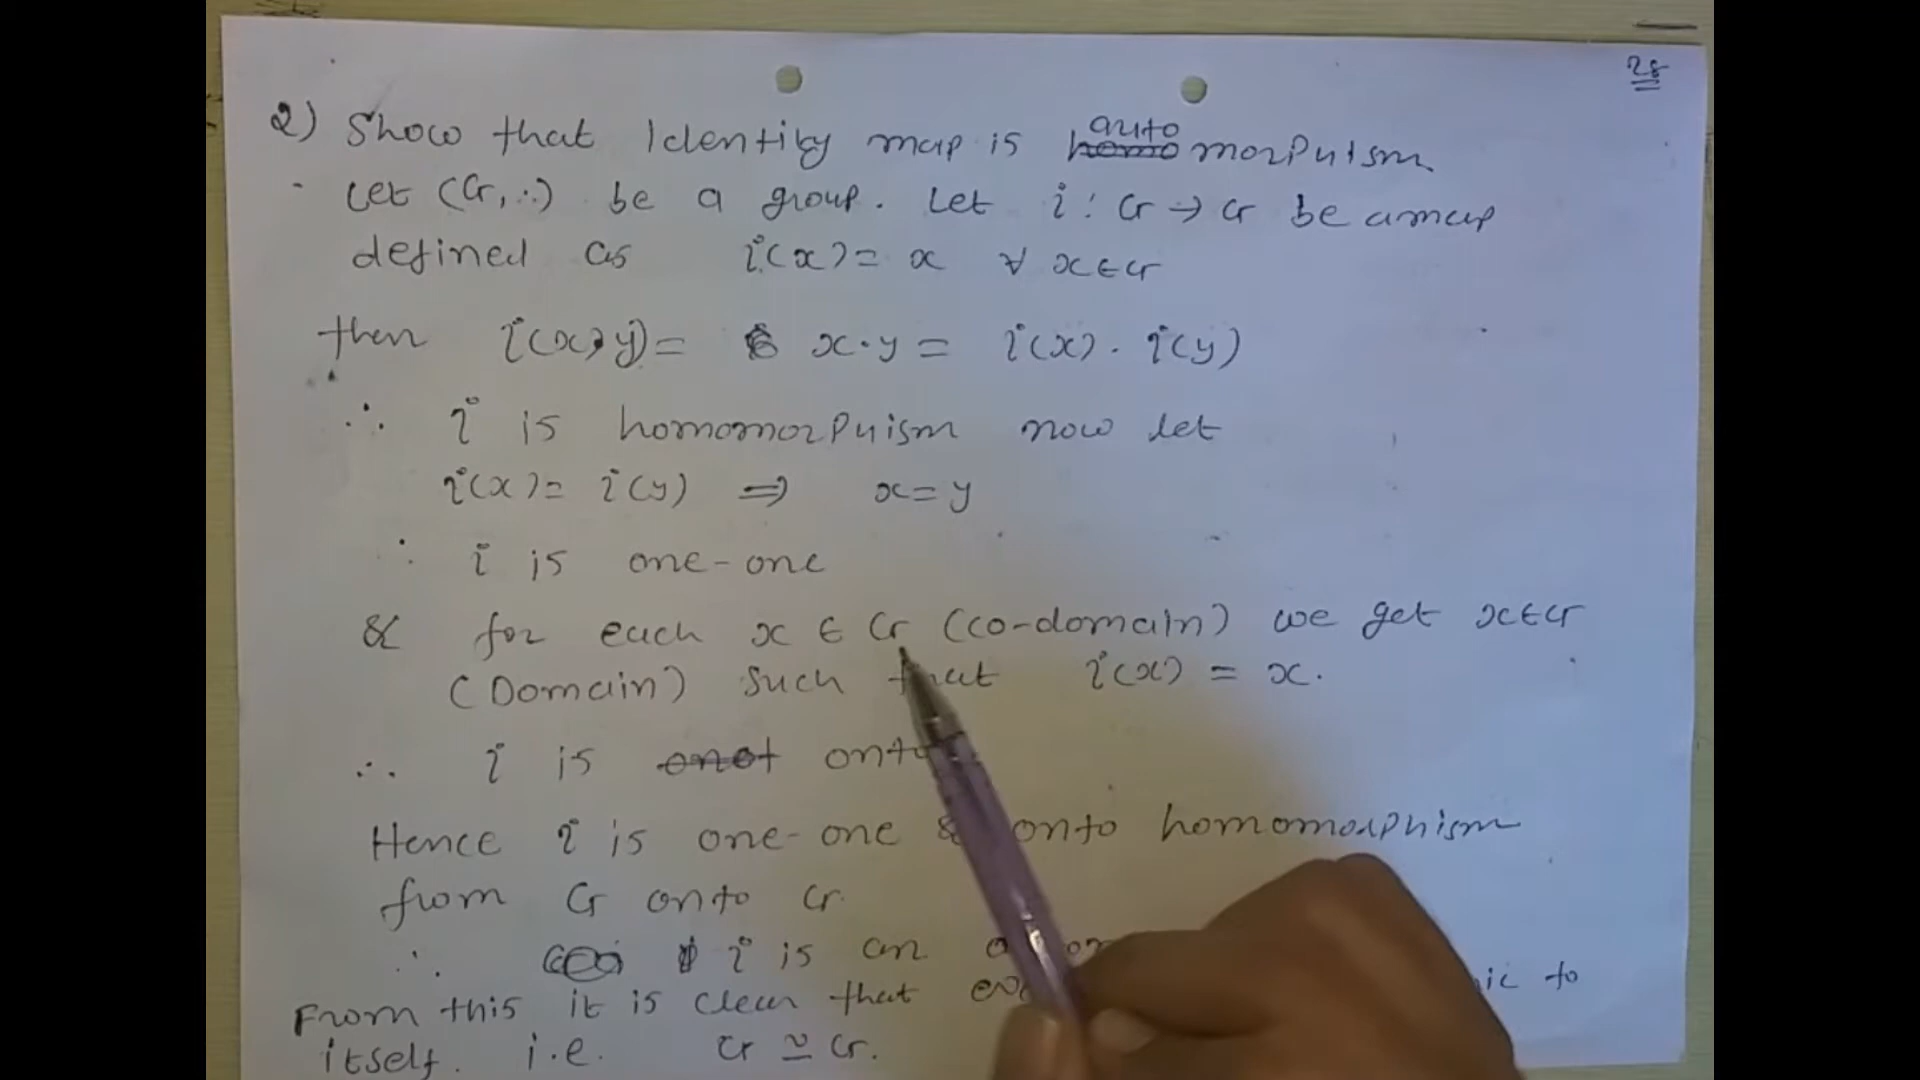 28
2) Show that Identity map is automorphism
Let (G, ·) be a group. Let i : G → G be a map
defined as i(x) = x ∀ x ∈ G
then i(x·y) = x·y = i(x) · i(y)
∴ i is homomorphism now let
i(x) = i(y) ⇒ x = y
∴ i is one-one
& for each x ∈ G (co-domain) we get x ∈ G
(Domain) such that i(x) = x.
∴ i is onto
Hence i is one-one & onto homomorphism
from G onto G.
∴ i is an
From this it is clear that to
itself. i.e. G ≃ G.